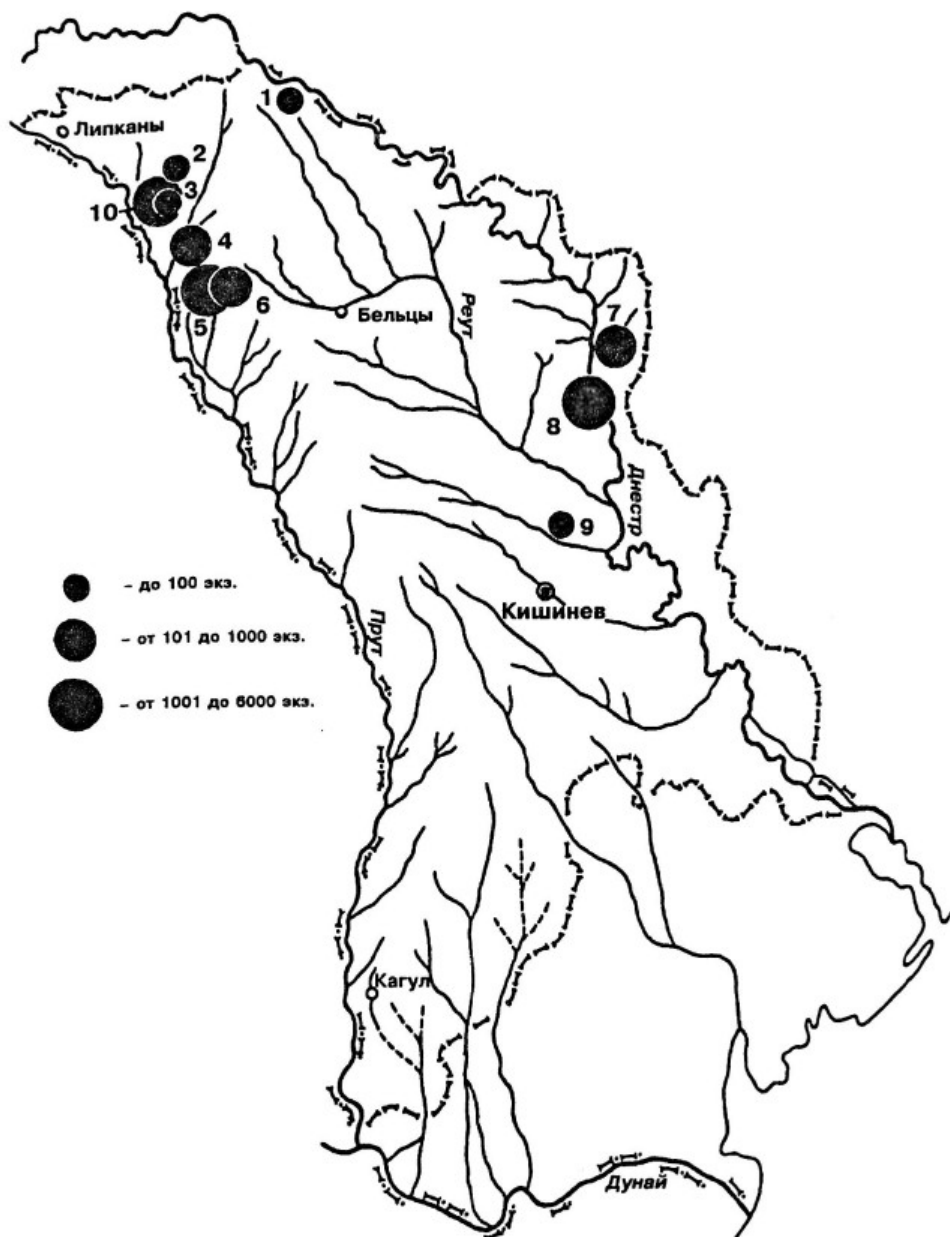 1
Липканы
2
3
10
4
5
6
Бельцы
Реут
7
8
Днестр
9
Кишинев
– до 100 экз.
– от 101 до 1000 экз.
– от 1001 до 6000 экз.
Прут
Кагул
Дунай